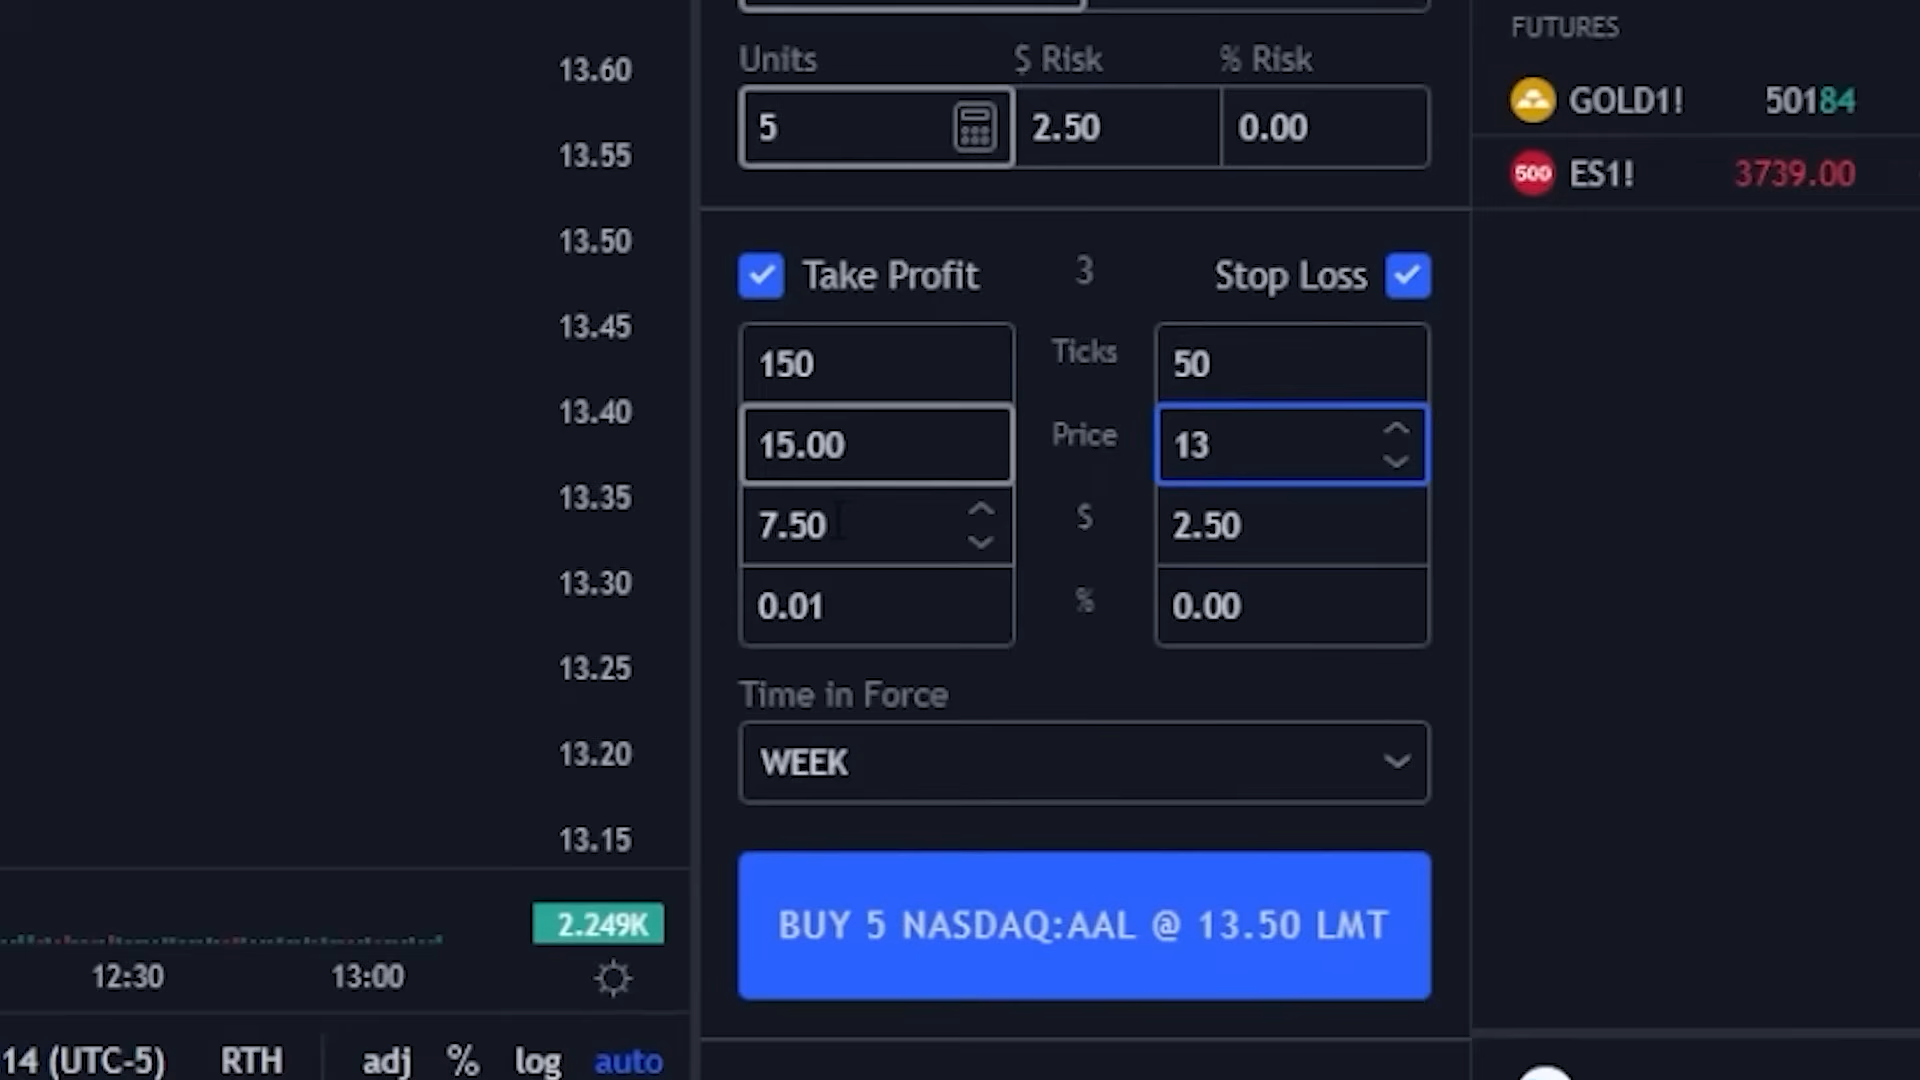 13.60
13.55
13.50
13.45
13.40
13.35
13.30
13.25
13.20
13.15
2.249K
12:30 13:00
14 (UTC-5) RTH adj % log auto
Units $ Risk % Risk
5 2.50 0.00
Take Profit 3 Stop Loss
150 Ticks 50
15.00 Price 13
7.50 $ 2.50
0.01 % 0.00
Time in Force
WEEK
BUY 5 NASDAQ:AAL @ 13.50 LMT
FUTURES
GOLD1! 50184
500 ES1! 3739.00